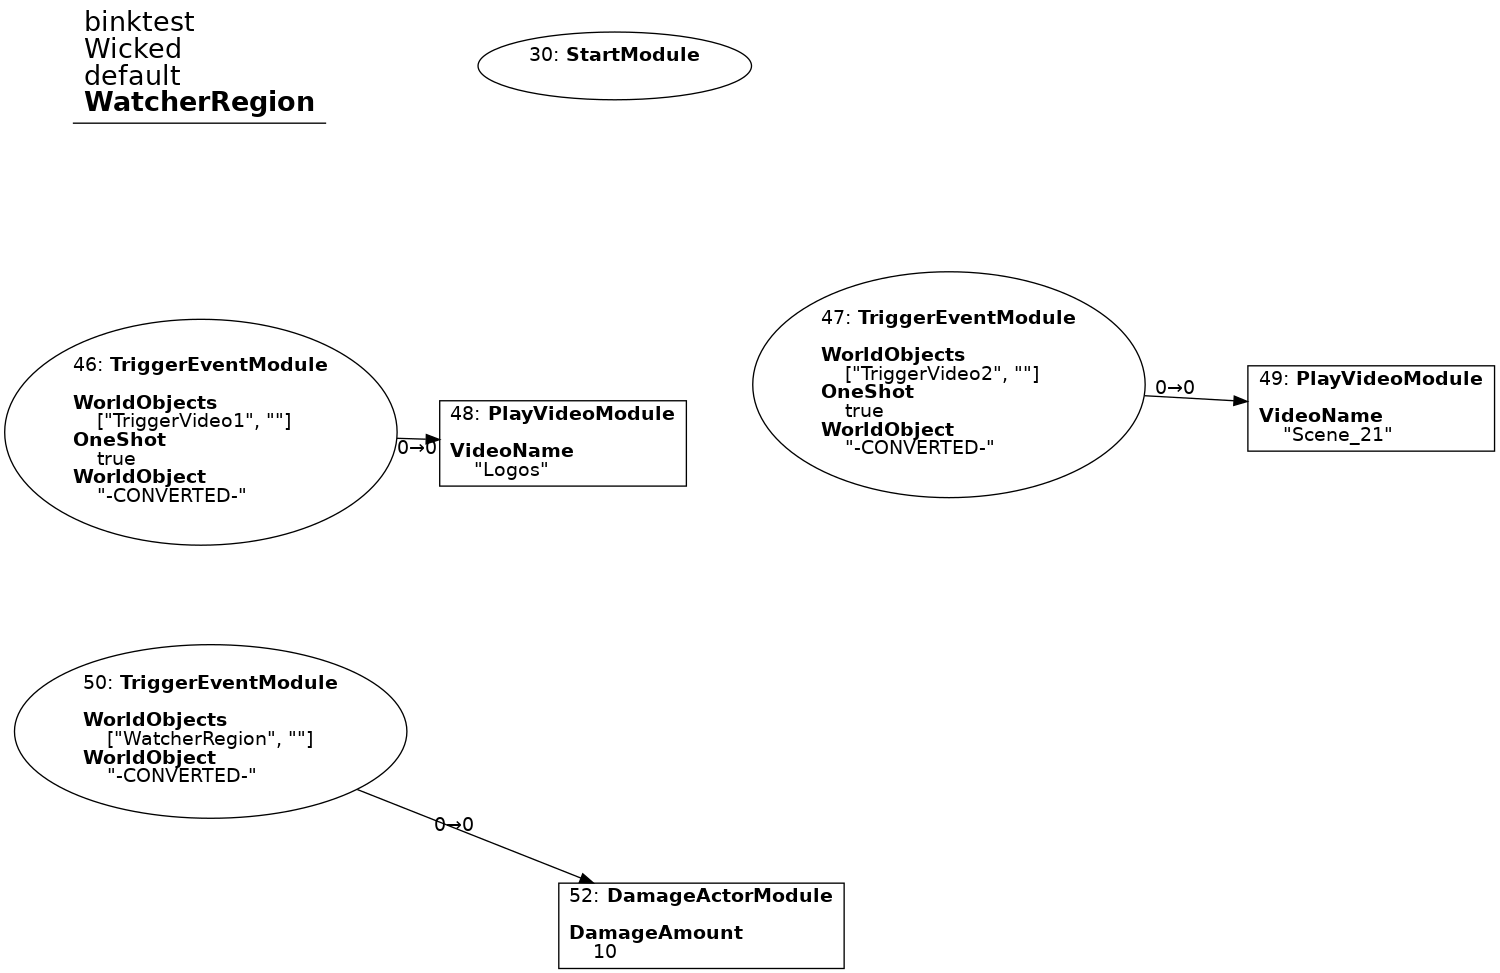 binktest
Wicked
default
WatcherRegion
30: StartModule
46: TriggerEventModule
WorldObjects
["TriggerVideo1", ""]
OneShot
true
WorldObject
"-CONVERTED-"
0→0
48: PlayVideoModule
VideoName
"Logos"
47: TriggerEventModule
WorldObjects
["TriggerVideo2", ""]
OneShot
true
WorldObject
"-CONVERTED-"
0→0
49: PlayVideoModule
VideoName
"Scene_21"
50: TriggerEventModule
WorldObjects
["WatcherRegion", ""]
WorldObject
"-CONVERTED-"
0→0
52: DamageActorModule
DamageAmount
10